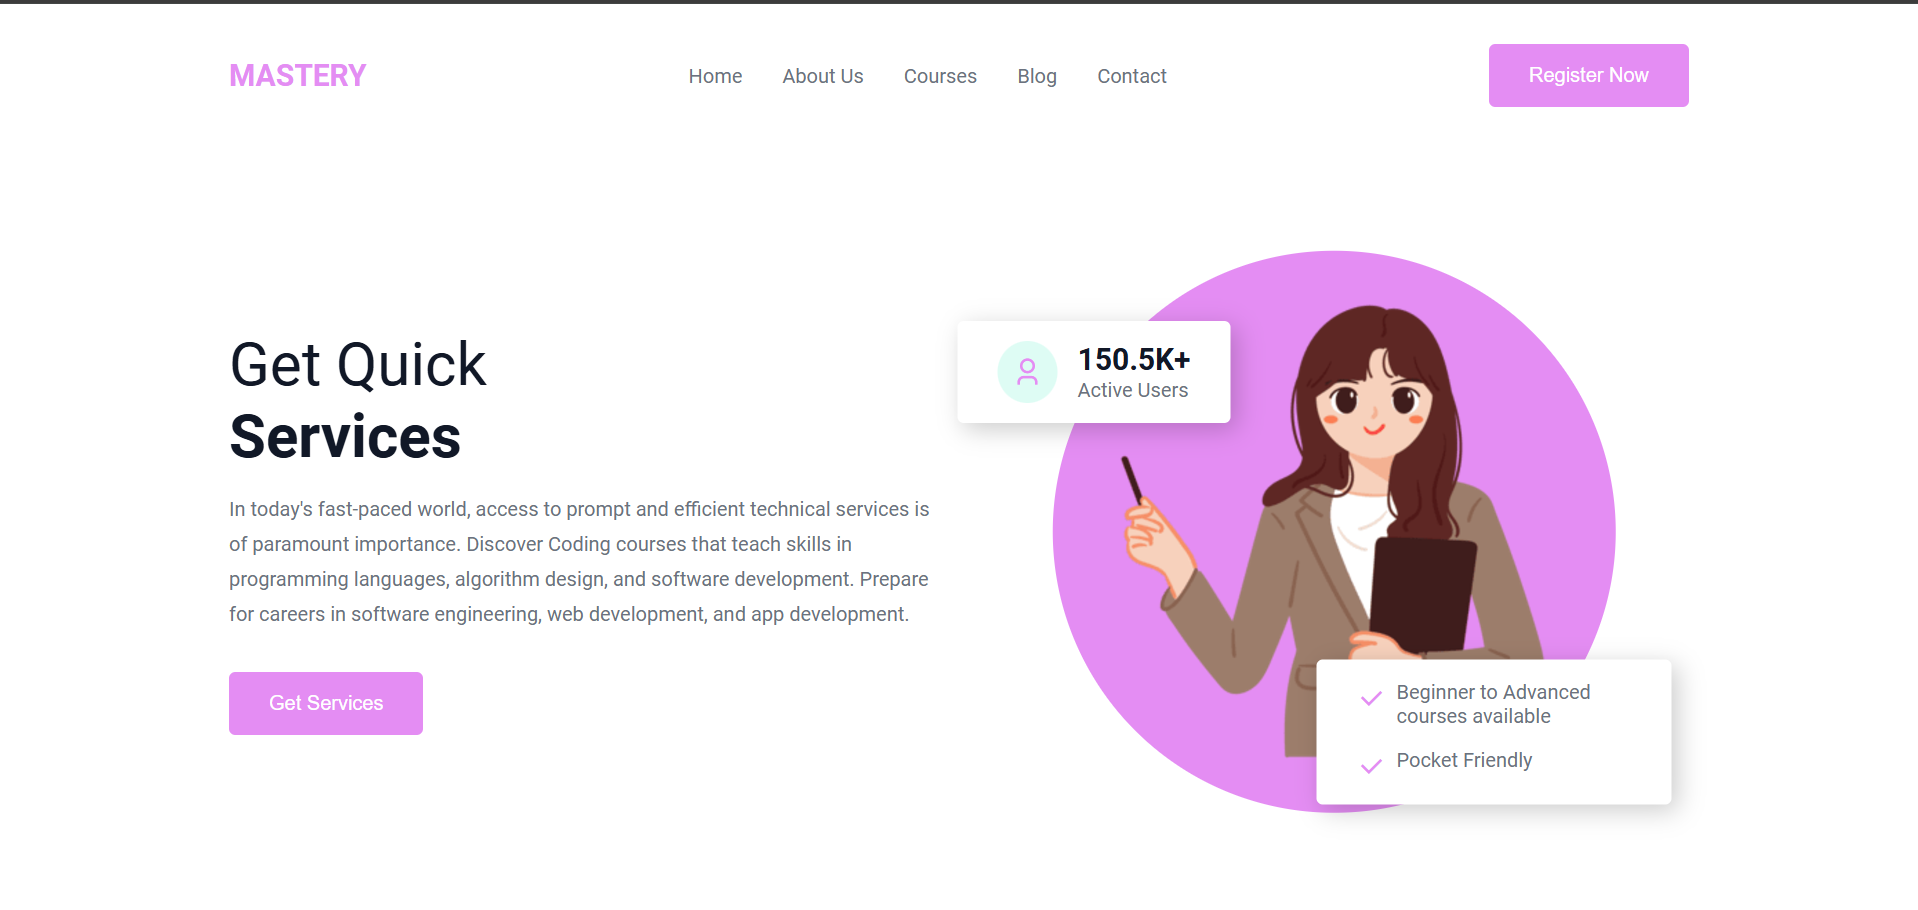 MASTERY
Home
About Us
Courses
Blog
Contact
Register Now
Get Quick
Services
In today's fast-paced world, access to prompt and efficient technical services is
of paramount importance. Discover Coding courses that teach skills in
programming languages, algorithm design, and software development. Prepare
for careers in software engineering, web development, and app development.
Get Services
150.5K+
Active Users
Beginner to Advanced
courses available
Pocket Friendly